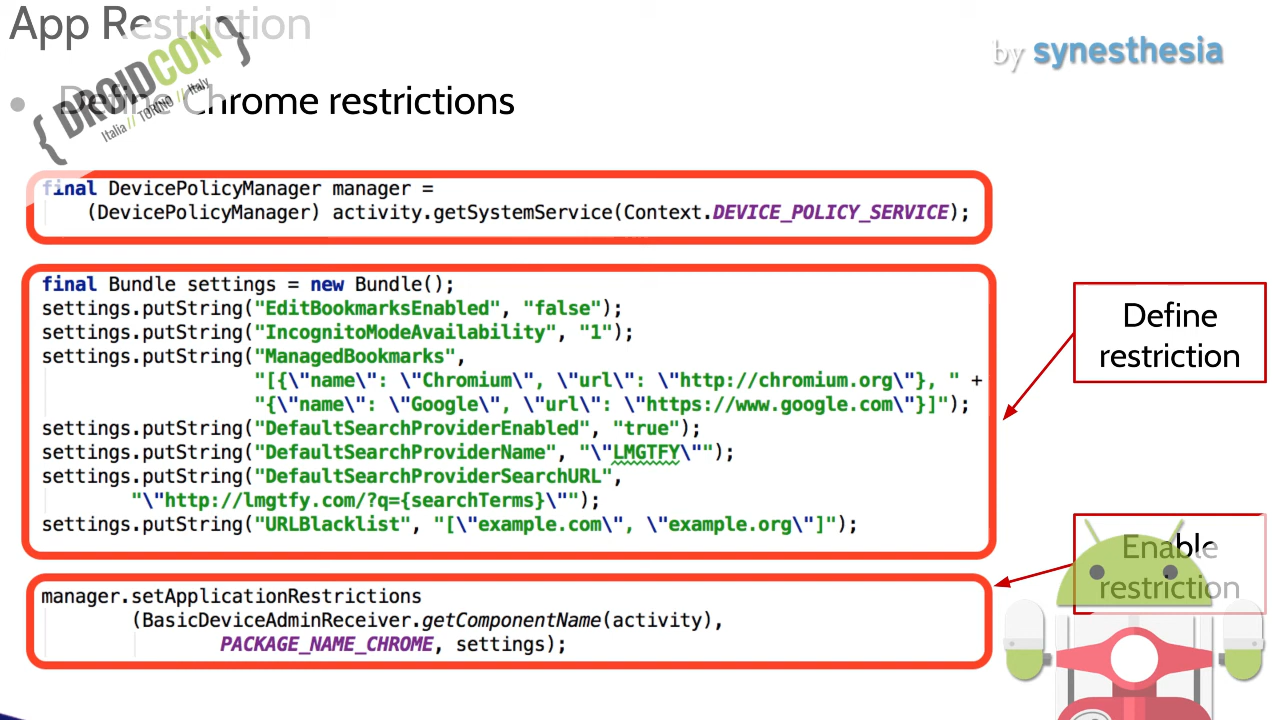 App Restriction
{ DROIDCON }
Italia // TORINO // Italy
by synesthesia
• Define Chrome restrictions
final DevicePolicyManager manager =
(DevicePolicyManager) activity.getSystemService(Context.DEVICE_POLICY_SERVICE);
final Bundle settings = new Bundle();
settings.putString("EditBookmarksEnabled", "false");
settings.putString("IncognitoModeAvailability", "1");
settings.putString("ManagedBookmarks",
"[{\"name\": \"Chromium\", \"url\": \"http://chromium.org\"}, " +
"{\"name\": \"Google\", \"url\": \"https://www.google.com\"}]");
settings.putString("DefaultSearchProviderEnabled", "true");
settings.putString("DefaultSearchProviderName", "\"LMGTFY\"");
settings.putString("DefaultSearchProviderSearchURL",
"\"http://lmgtfy.com/?q={searchTerms}\"");
settings.putString("URLBlacklist", "[\"example.com\", \"example.org\"]");
Define
restriction
manager.setApplicationRestrictions
(BasicDeviceAdminReceiver.getComponentName(activity),
PACKAGE_NAME_CHROME, settings);
Enable
restriction